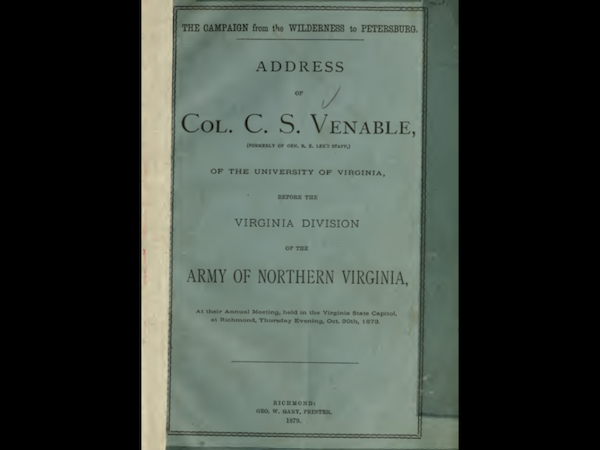 THE CAMPAIGN from the WILDERNESS to PETERSBURG.
ADDRESS
OF
COL. C. S. VENABLE,
(FORMERLY OF GEN. R. E. LEE'S STAFF,)
OF THE UNIVERSITY OF VIRGINIA,
BEFORE THE
VIRGINIA DIVISION
OF THE
ARMY OF NORTHERN VIRGINIA,
At their Annual Meeting, held in the Virginia State Capitol,
at Richmond, Thursday Evening, Oct. 30th, 1873.
RICHMOND:
GEO. W. GARY, PRINTER.
1879.